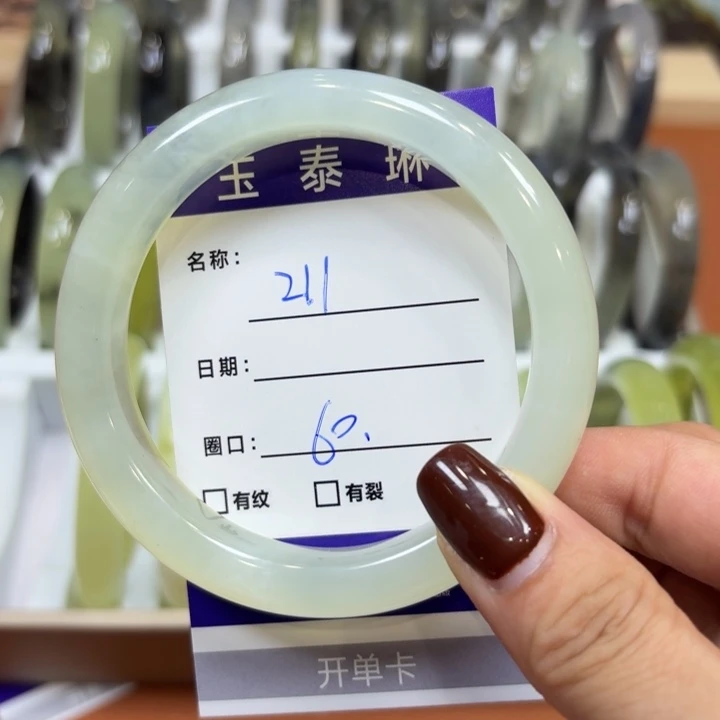 玉泰琳
名称: 211
日期:
圈口: 60.
有纹 有裂
开单卡